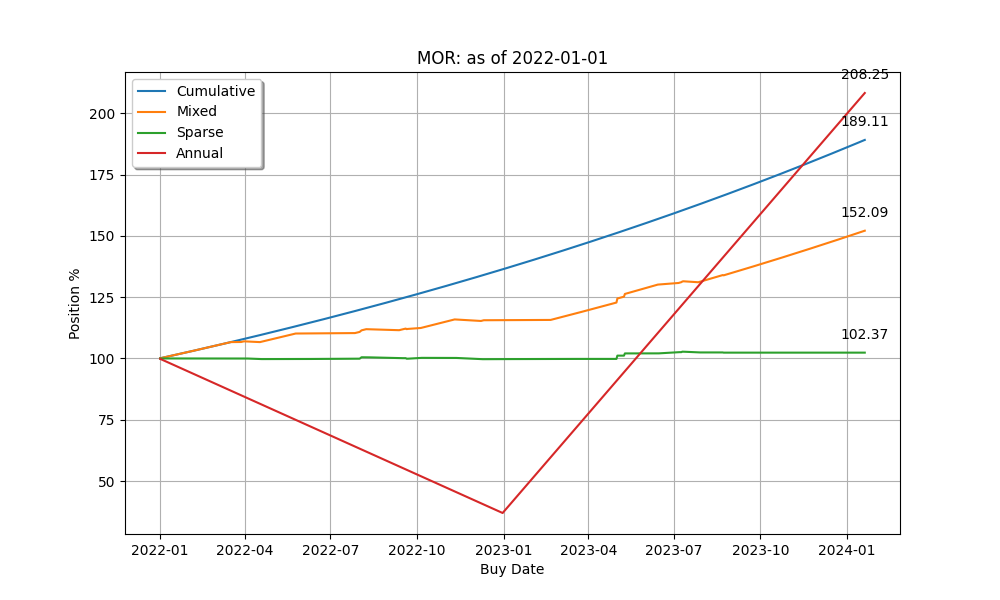 MOR: as of 2022-01-01
Cumulative
Mixed
Sparse
Annual
208.25
189.11
152.09
102.37
Position %
200
175
150
125
100
75
50
2022-01 2022-04 2022-07 2022-10 2023-01 2023-04 2023-07 2023-10 2024-01
Buy Date